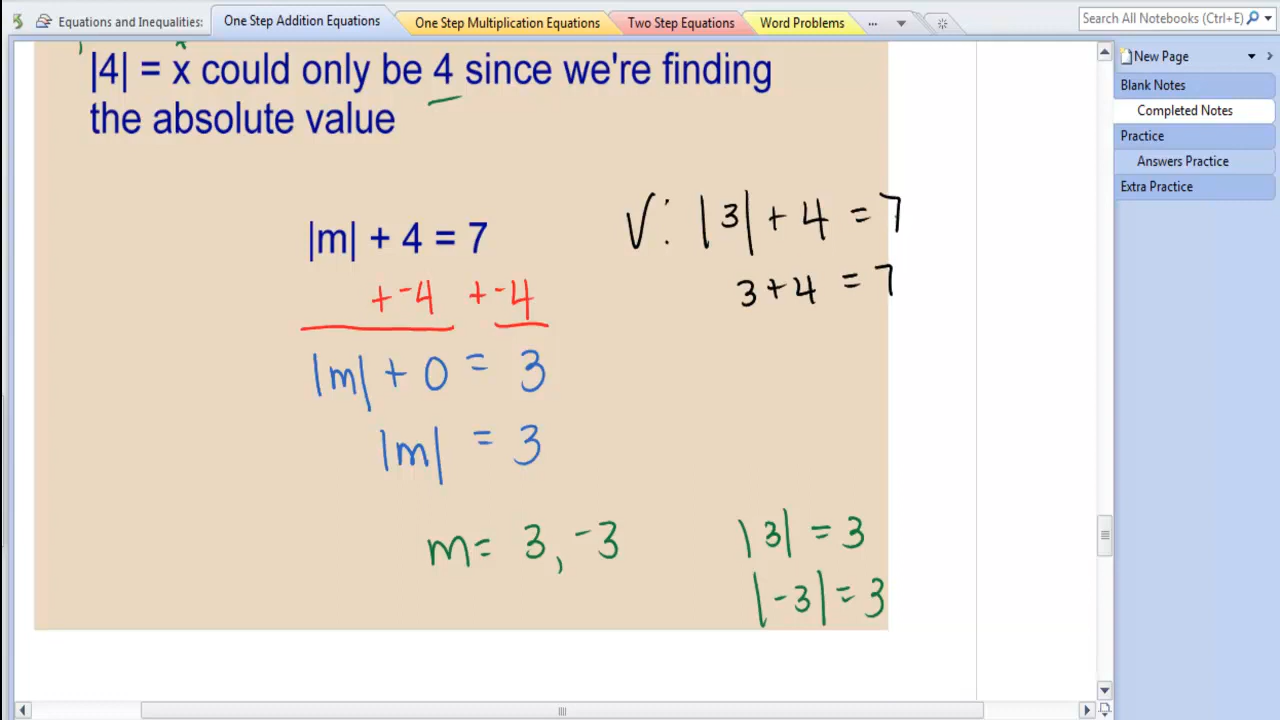 Equations and Inequalities: One Step Addition Equations One Step Multiplication Equations Two Step Equations Word Problems ... Search All Notebooks (Ctrl+E)
New Page
Blank Notes
Completed Notes
Practice
Answers Practice
Extra Practice
|4| = x could only be 4 since we're finding
the absolute value
|m| + 4 = 7
+ -4 + -4
|m| + 0 = 3
|m| = 3
m= 3, -3
√: |3| + 4 = 7
3 + 4 = 7
|3| = 3
|-3| = 3